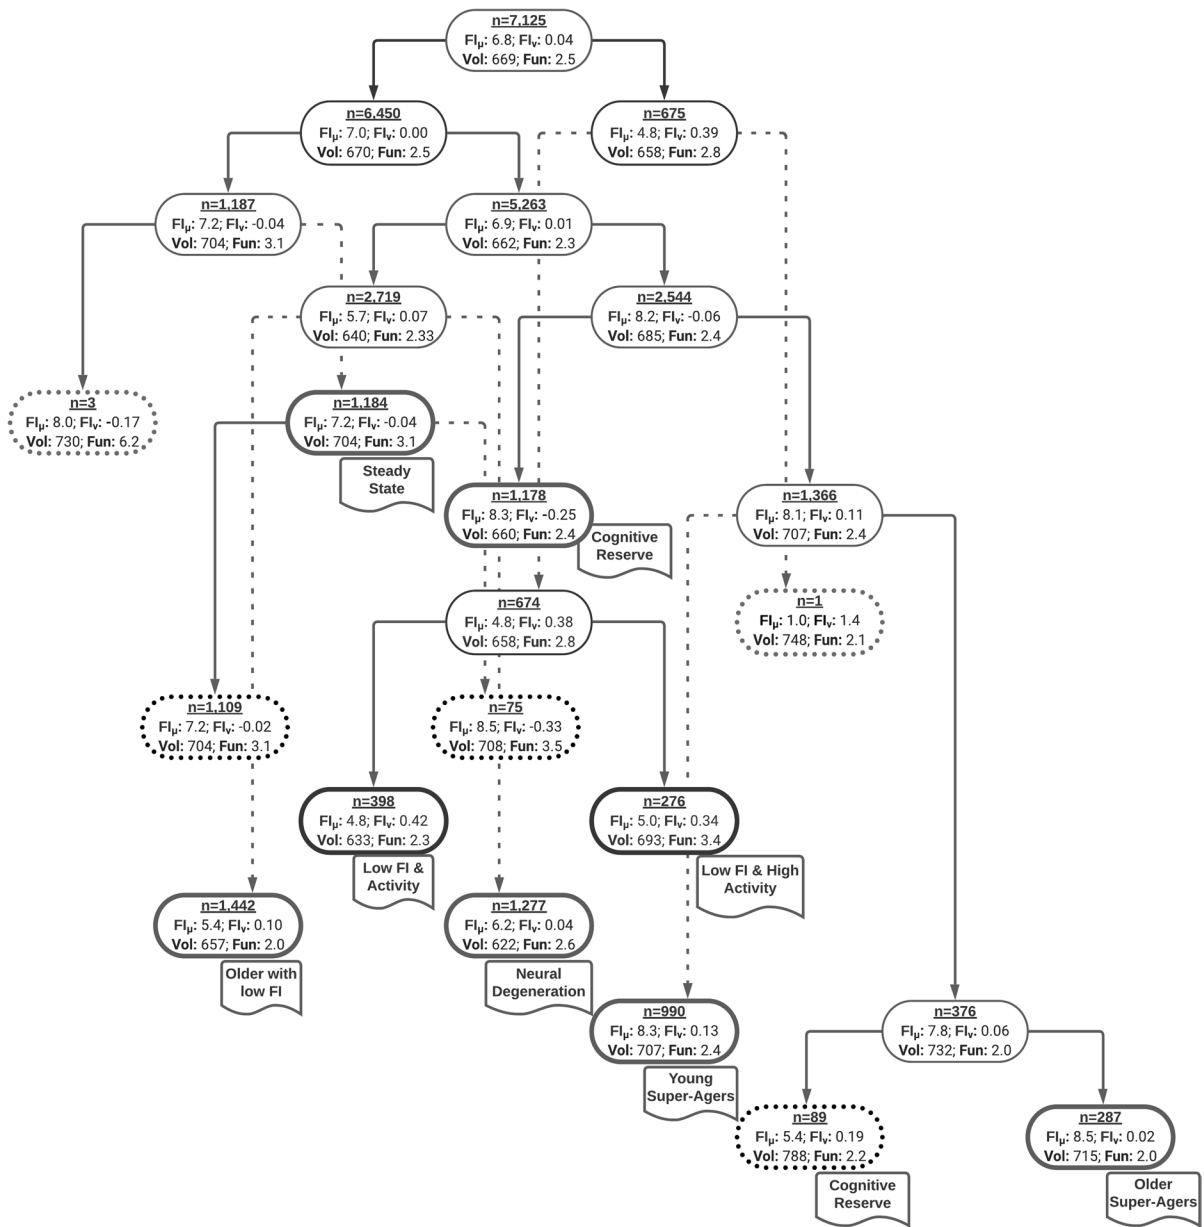 n=7,125
FIμ: 6.8; FIv: 0.04
Vol: 669; Fun: 2.5
n=6,450
FIμ: 7.0; FIv: 0.00
Vol: 670; Fun: 2.5
n=675
FIμ: 4.8; FIv: 0.39
Vol: 658; Fun: 2.8
n=1,187
FIμ: 7.2; FIv: -0.04
Vol: 704; Fun: 3.1
n=5,263
FIμ: 6.9; FIv: 0.01
Vol: 662; Fun: 2.3
n=2,719
FIμ: 5.7; FIv: 0.07
Vol: 640; Fun: 2.33
n=2,544
FIμ: 8.2; FIv: -0.06
Vol: 685; Fun: 2.4
n=3
FIμ: 8.0; FIv: -0.17
Vol: 730; Fun: 6.2
n=1,184
FIμ: 7.2; FIv: -0.04
Vol: 704; Fun: 3.1
Steady
State
n=1,178
FIμ: 8.3; FIv: -0.25
Vol: 660; Fun: 2.4
Cognitive
Reserve
n=1,366
FIμ: 8.1; FIv: 0.11
Vol: 707; Fun: 2.4
n=674
FIμ: 4.8; FIv: 0.38
Vol: 658; Fun: 2.8
n=1
FIμ: 1.0; FIv: 1.4
Vol: 748; Fun: 2.1
n=1,109
FIμ: 7.2; FIv: -0.02
Vol: 704; Fun: 3.1
n=75
FIμ: 8.5; FIv: -0.33
Vol: 708; Fun: 3.5
n=398
FIμ: 4.8; FIv: 0.42
Vol: 633; Fun: 2.3
Low FI &
Activity
n=276
FIμ: 5.0; FIv: 0.34
Vol: 693; Fun: 3.4
Low FI & High
Activity
n=1,442
FIμ: 5.4; FIv: 0.10
Vol: 657; Fun: 2.0
Older with
low FI
n=1,277
FIμ: 6.2; FIv: 0.04
Vol: 622; Fun: 2.6
Neural
Degeneration
n=990
FIμ: 8.3; FIv: 0.13
Vol: 707; Fun: 2.4
Young
Super-Agers
n=376
FIμ: 7.8; FIv: 0.06
Vol: 732; Fun: 2.0
n=89
FIμ: 5.4; FIv: 0.19
Vol: 788; Fun: 2.2
Cognitive
Reserve
n=287
FIμ: 8.5; FIv: 0.02
Vol: 715; Fun: 2.0
Older
Super-Agers